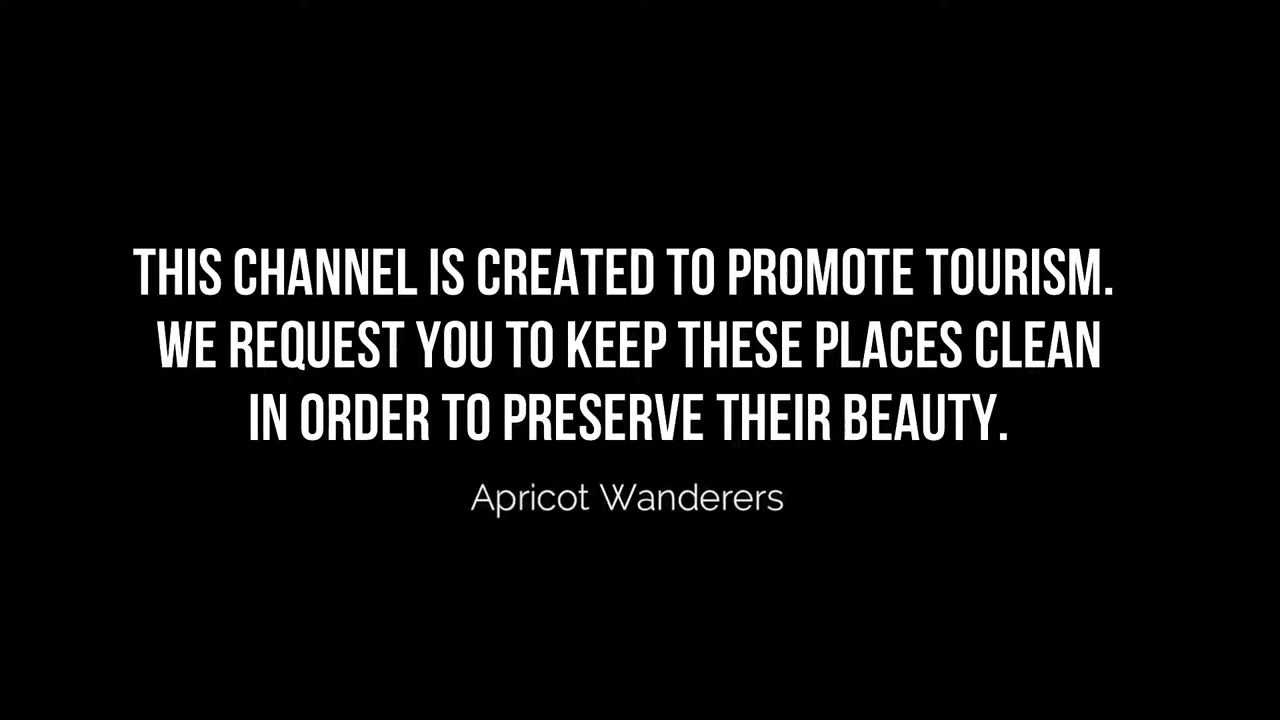 THIS CHANNEL IS CREATED TO PROMOTE TOURISM.
WE REQUEST YOU TO KEEP THESE PLACES CLEAN
IN ORDER TO PRESERVE THEIR BEAUTY.
Apricot Wanderers